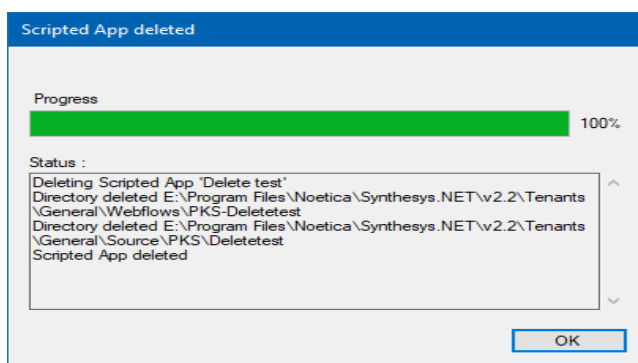 Scripted App deleted
Progress
100%
Status :
Deleting Scripted App "Delete test"
Directory deleted E:\Program Files\Noetica\Synthesys.NET\v2.2\Tenants
\General\Webflows\PKS-Deletetest
Directory deleted E:\Program Files\Noetica\Synthesys.NET\v2.2\Tenants
\General\Source\PKS\Deletetest
Scripted App deleted
OK